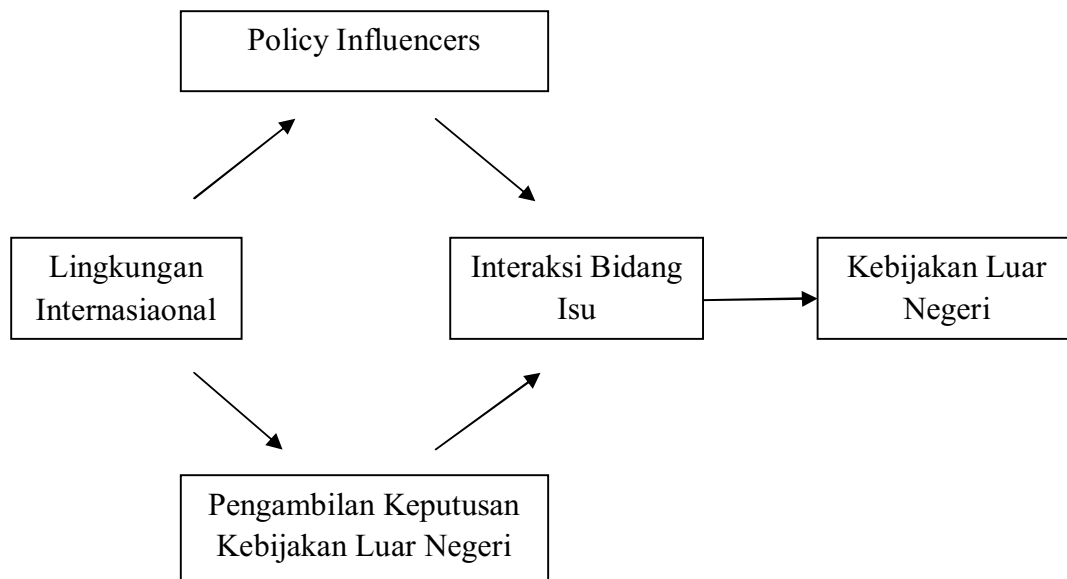 Policy Influencers
Lingkungan
Internasiaonal
Interaksi Bidang
Isu
Kebijakan Luar
Negeri
Pengambilan Keputusan
Kebijakan Luar Negeri